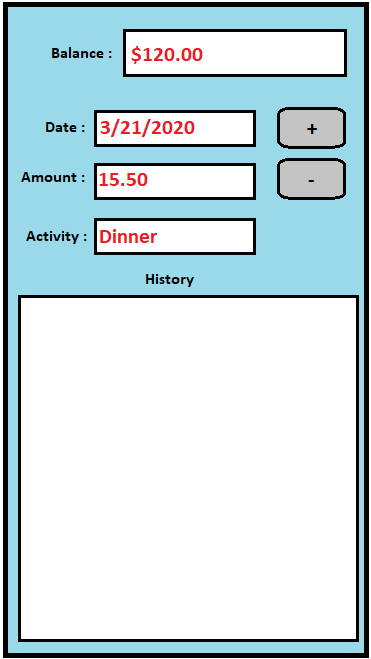 Balance : $120.00
Date : 3/21/2020 +
Amount : 15.50 -
Activity : Dinner
History